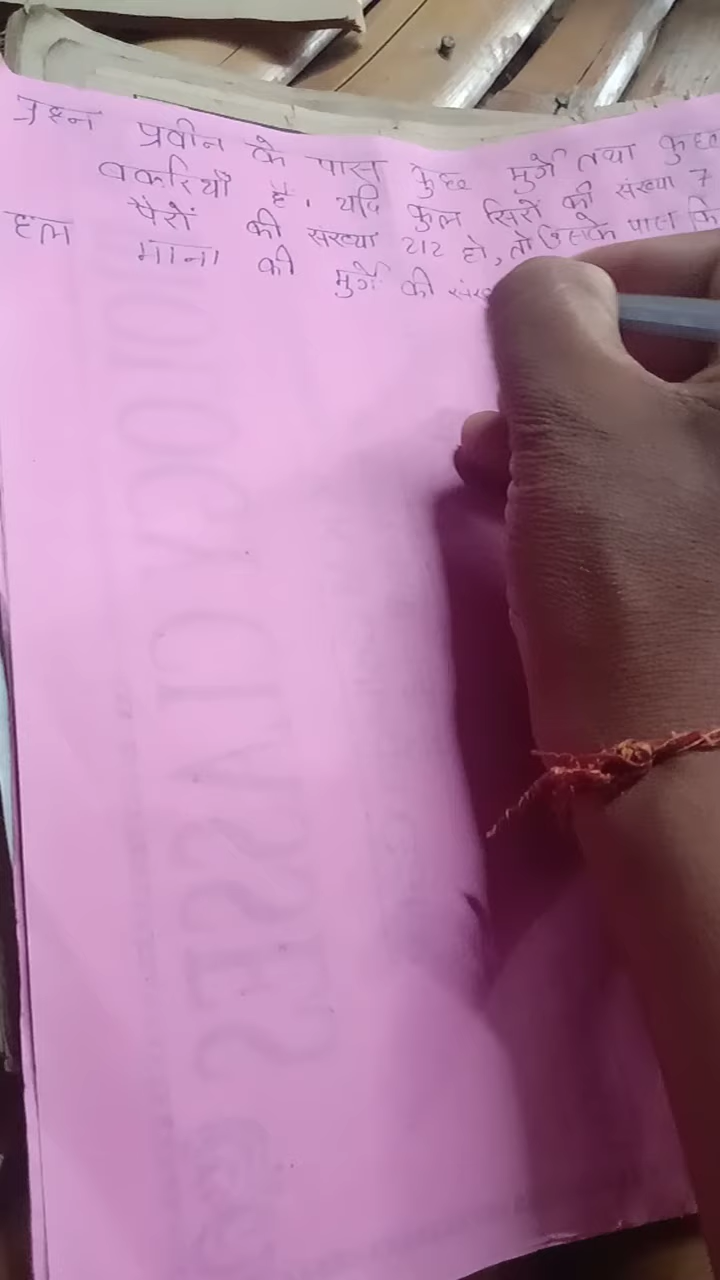 प्रश्न प्रवीन के पास कुछ मुर्गे तथा कुछ
बकरियाँ है। यदि कुल सिरों की संख्या 7
पैरों की संख्या 212 हो, तो उसके पास
हल माना की मुर्गे की